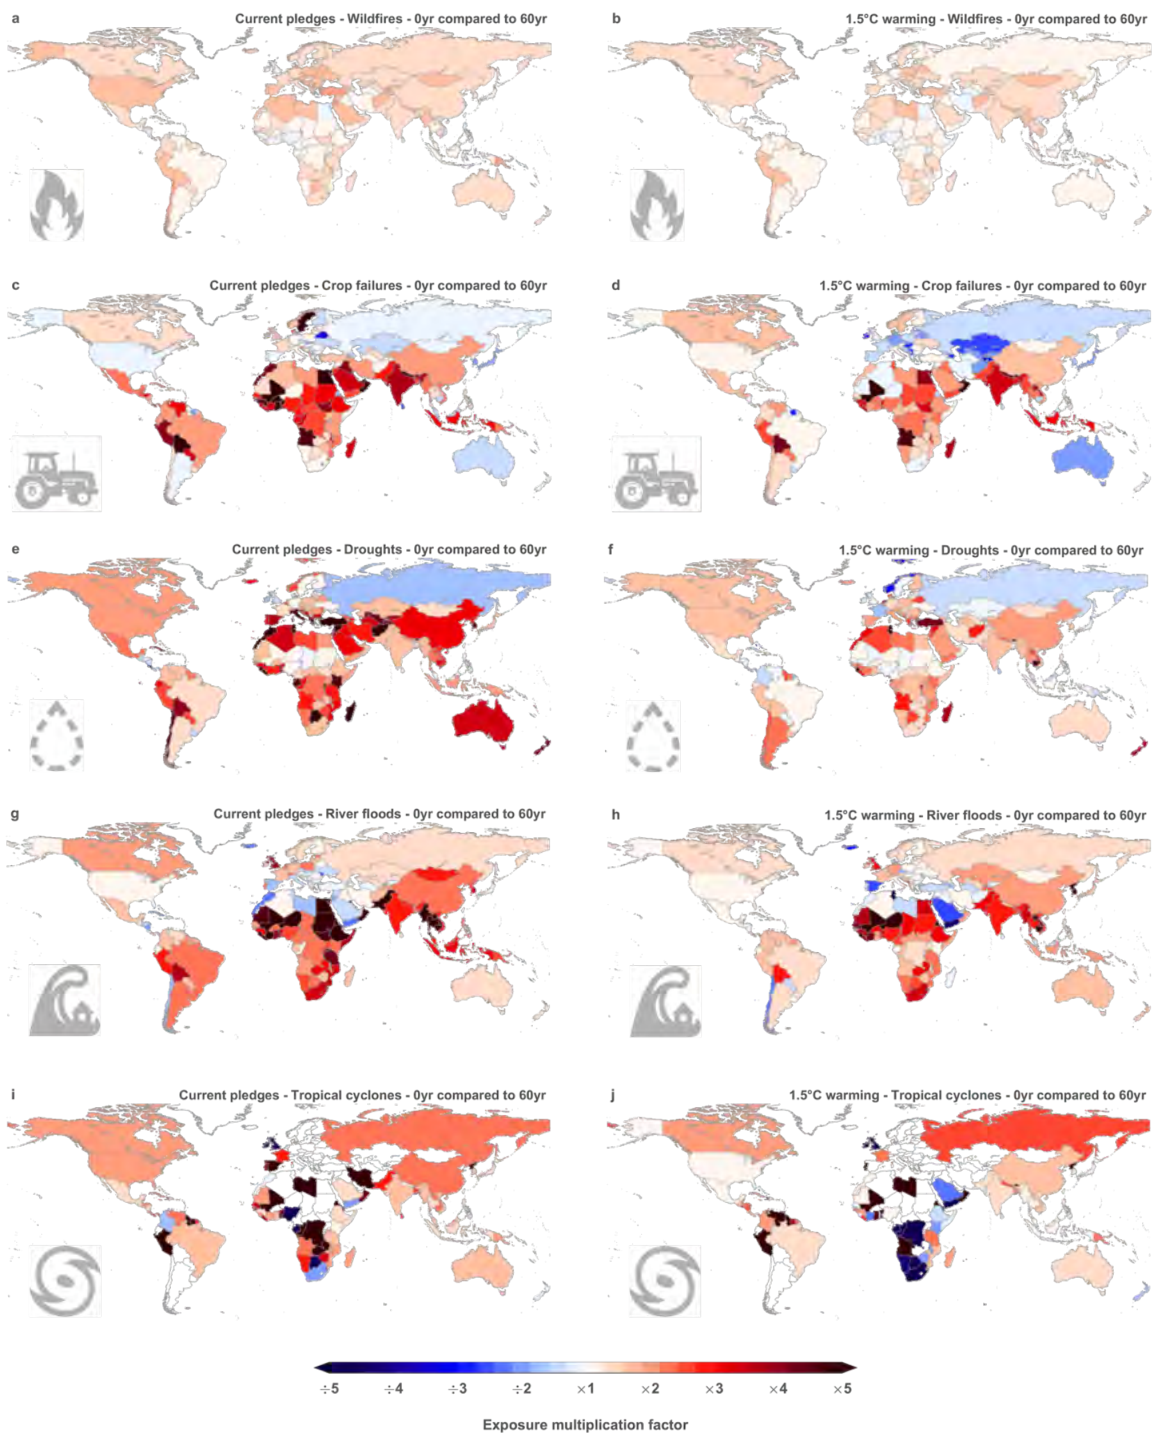 a Current pledges - Wildfires - 0yr compared to 60yr
b 1.5°C warming - Wildfires - 0yr compared to 60yr
c Current pledges - Crop failures - 0yr compared to 60yr
d 1.5°C warming - Crop failures - 0yr compared to 60yr
e Current pledges - Droughts - 0yr compared to 60yr
f 1.5°C warming - Droughts - 0yr compared to 60yr
g Current pledges - River floods - 0yr compared to 60yr
h 1.5°C warming - River floods - 0yr compared to 60yr
i Current pledges - Tropical cyclones - 0yr compared to 60yr
j 1.5°C warming - Tropical cyclones - 0yr compared to 60yr
÷5 ÷4 ÷3 ÷2 ×1 ×2 ×3 ×4 ×5
Exposure multiplication factor